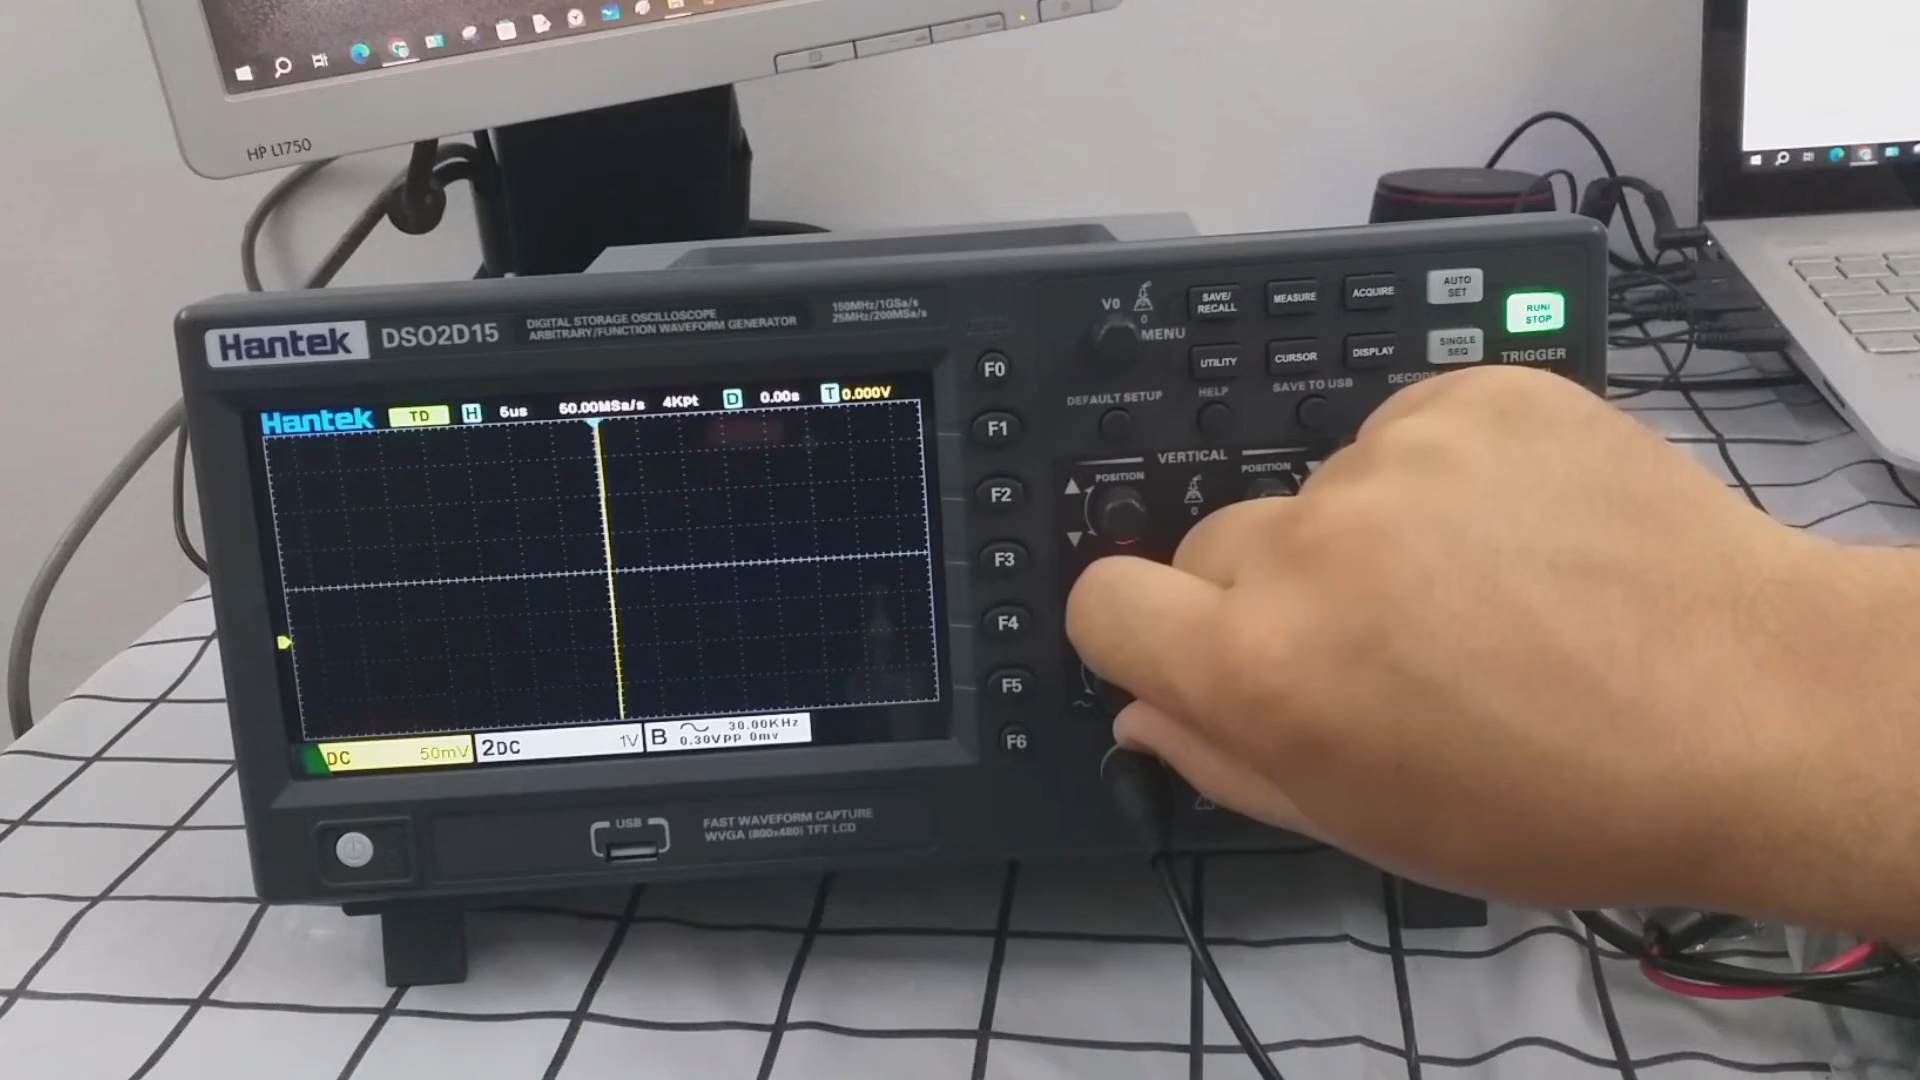 HP L1750
Hantek DSO2D15
DIGITAL STORAGE OSCILLOSCOPE
ARBITRARY/FUNCTION WAVEFORM GENERATOR
150MHz/1GSa/s
25MHz/200MSa/s
V0
0
MENU
SAVE/
RECALL
MEASURE
ACQUIRE
AUTO
SET
RUN/
STOP
UTILITY
CURSOR
DISPLAY
SINGLE
SEQ
TRIGGER
DEFAULT SETUP
HELP
SAVE TO USB
VERTICAL
POSITION
POSITION
0
F0
F1
F2
F3
F4
F5
F6
Hantek TD H 5us 50.00MSa/s 4Kpt D 0.00s T 0.000V
DC 50mV 2DC 1V B 30.00KHz
0.30VPP 0mv
USB
FAST WAVEFORM CAPTURE
WVGA (800x480) TFT LCD